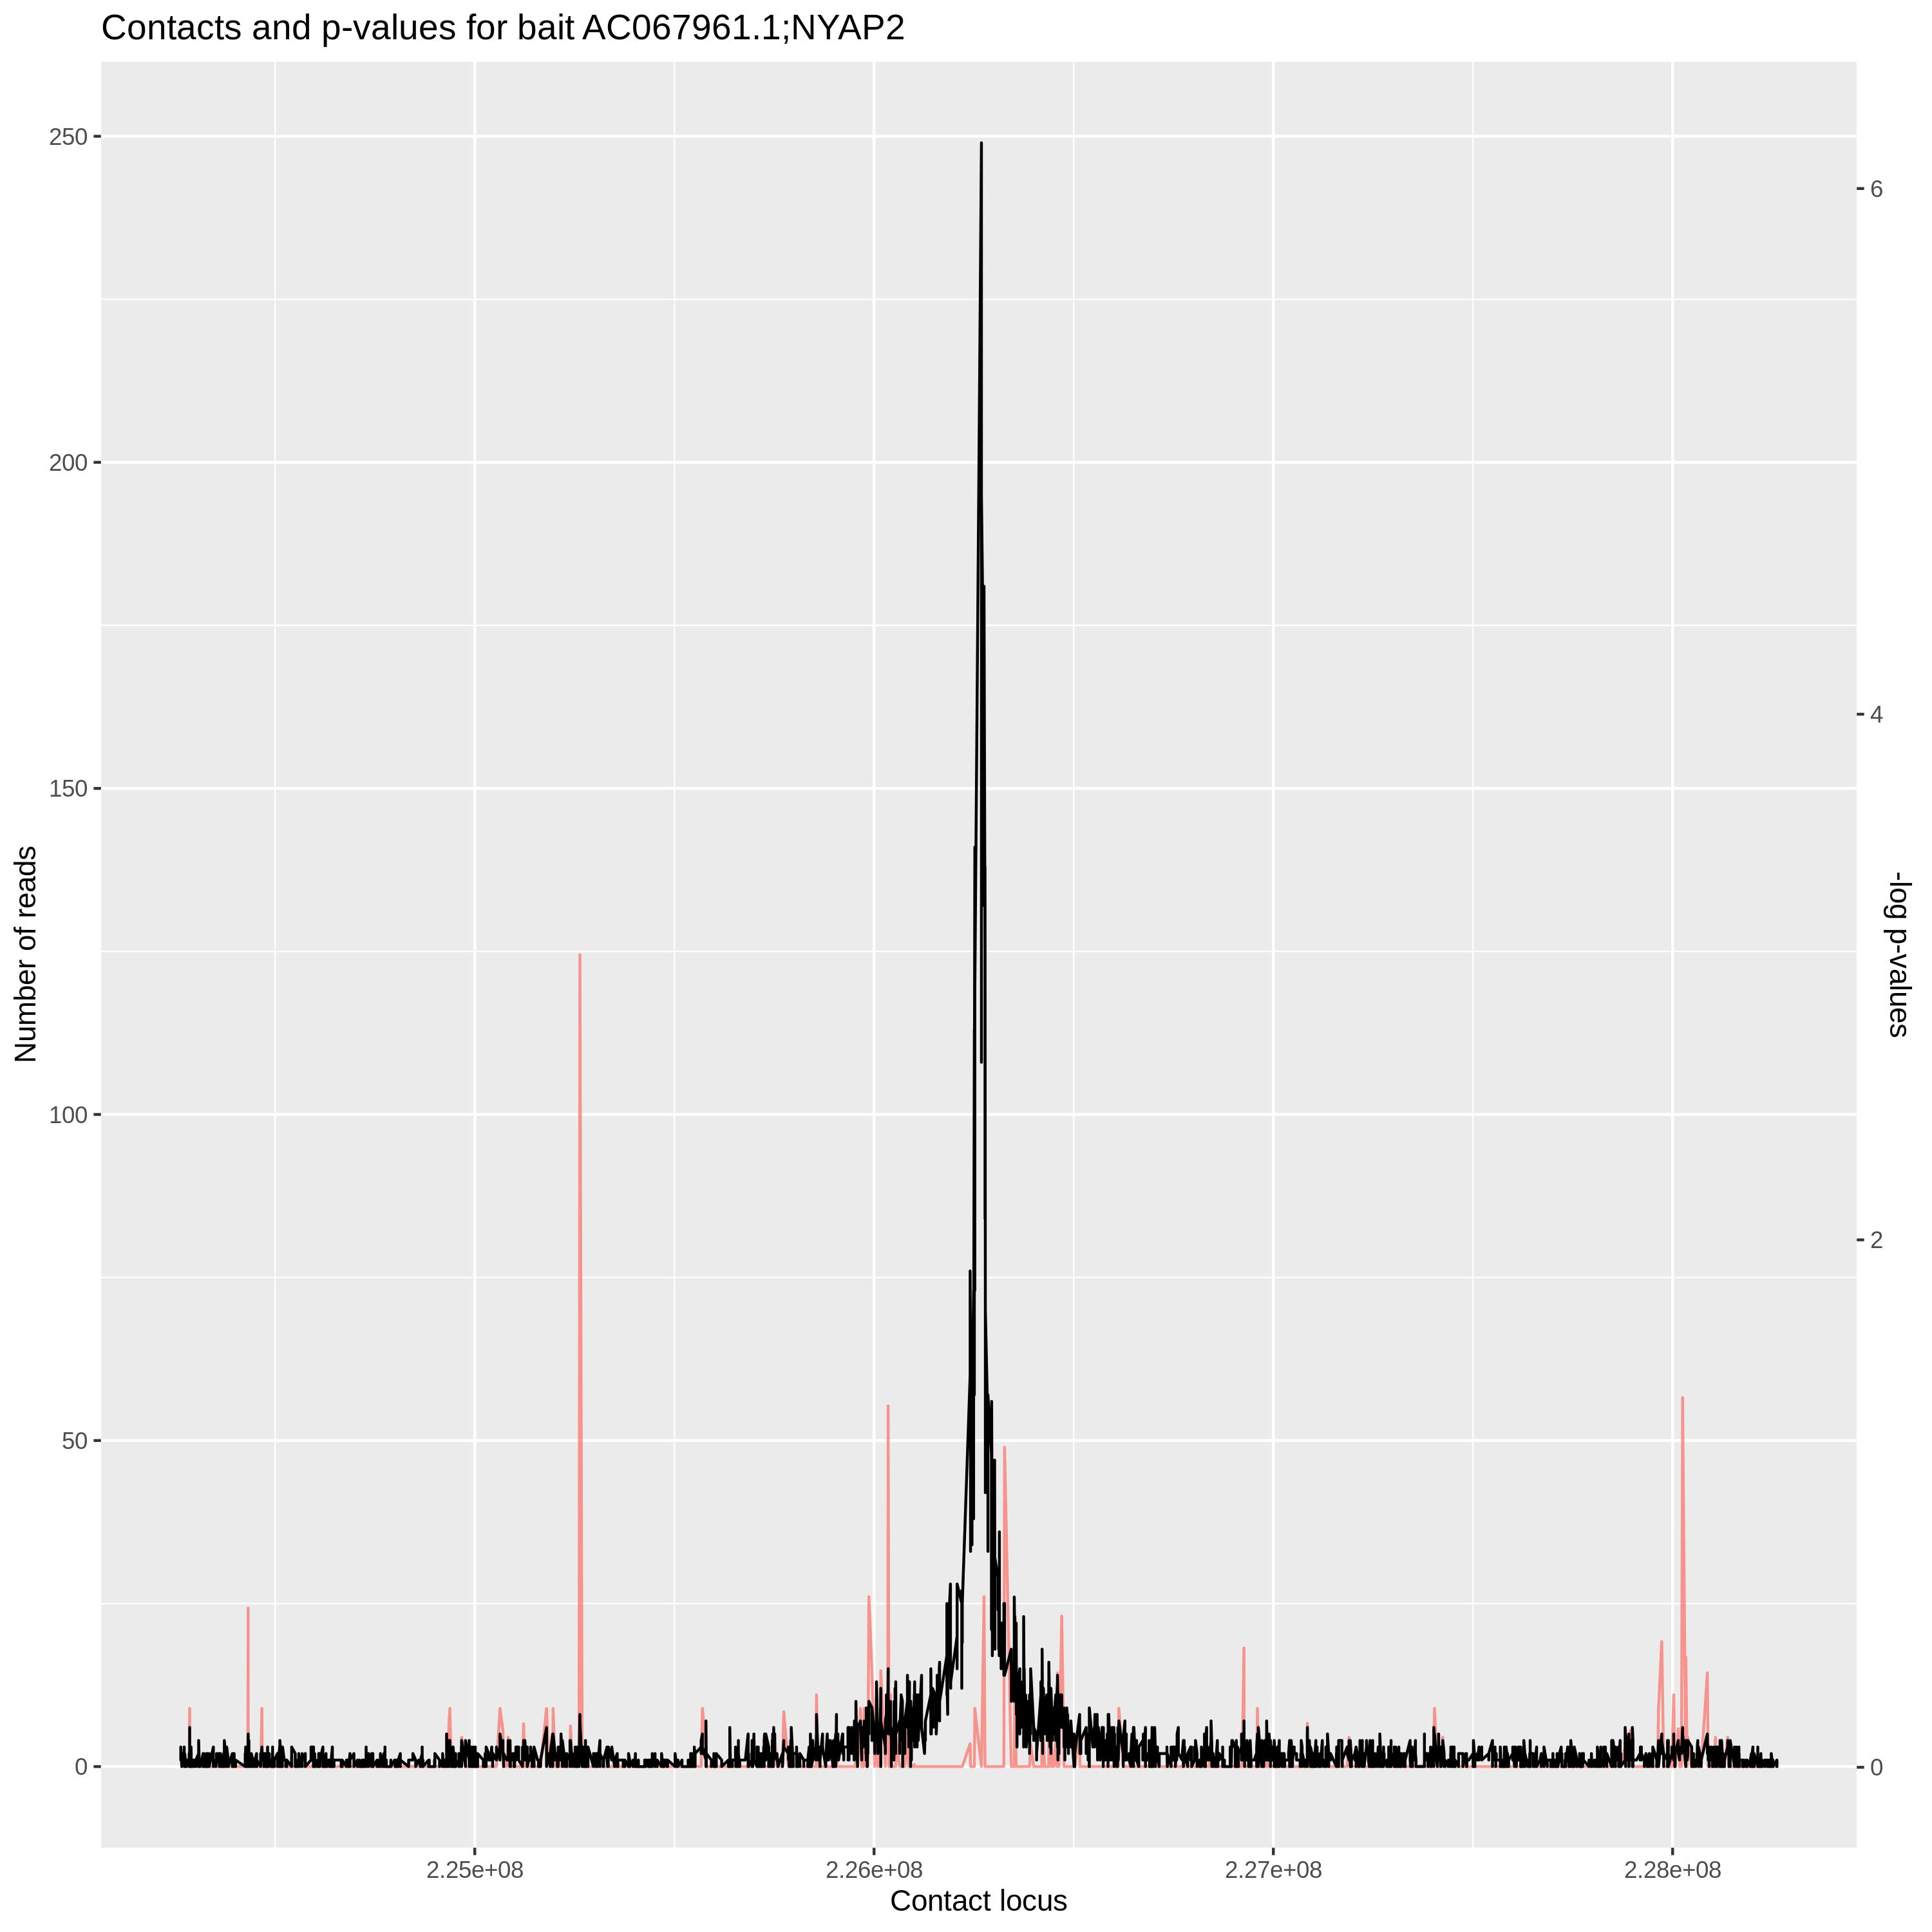 Contacts and p-values for bait AC067961.1;NYAP2
250
200
150
100
50
0
Number of reads
6
4
2
0
-log p-values
2.25e+08
2.26e+08
2.27e+08
2.28e+08
Contact locus